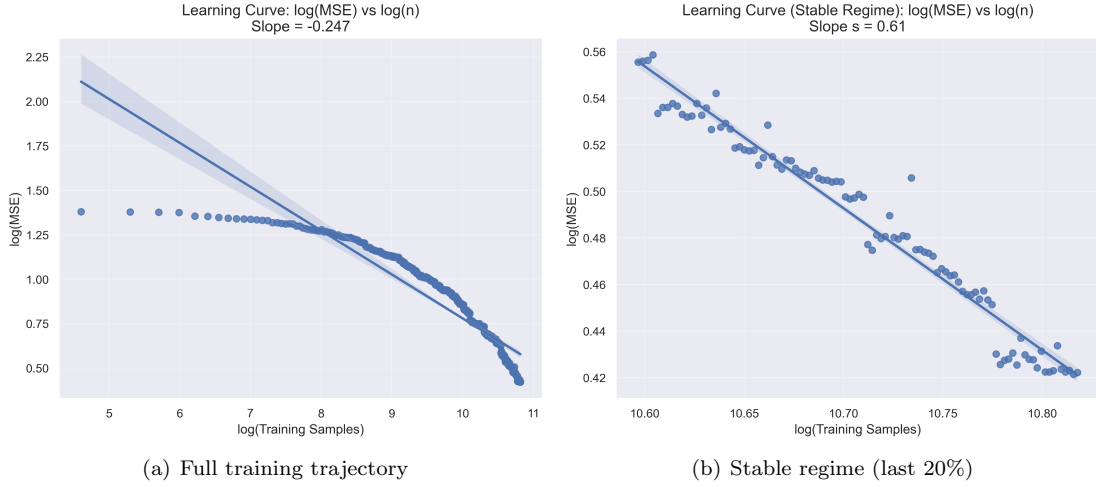 Learning Curve: log(MSE) vs log(n)
Slope = -0.247
2.25
2.00
1.75
1.50
1.25
1.00
0.75
0.50
log(MSE)
5 6 7 8 9 10 11
log(Training Samples)
(a) Full training trajectory
Learning Curve (Stable Regime): log(MSE) vs log(n)
Slope s = 0.61
0.56
0.54
0.52
0.50
0.48
0.46
0.44
0.42
log(MSE)
10.60 10.65 10.70 10.75 10.80
log(Training Samples)
(b) Stable regime (last 20%)